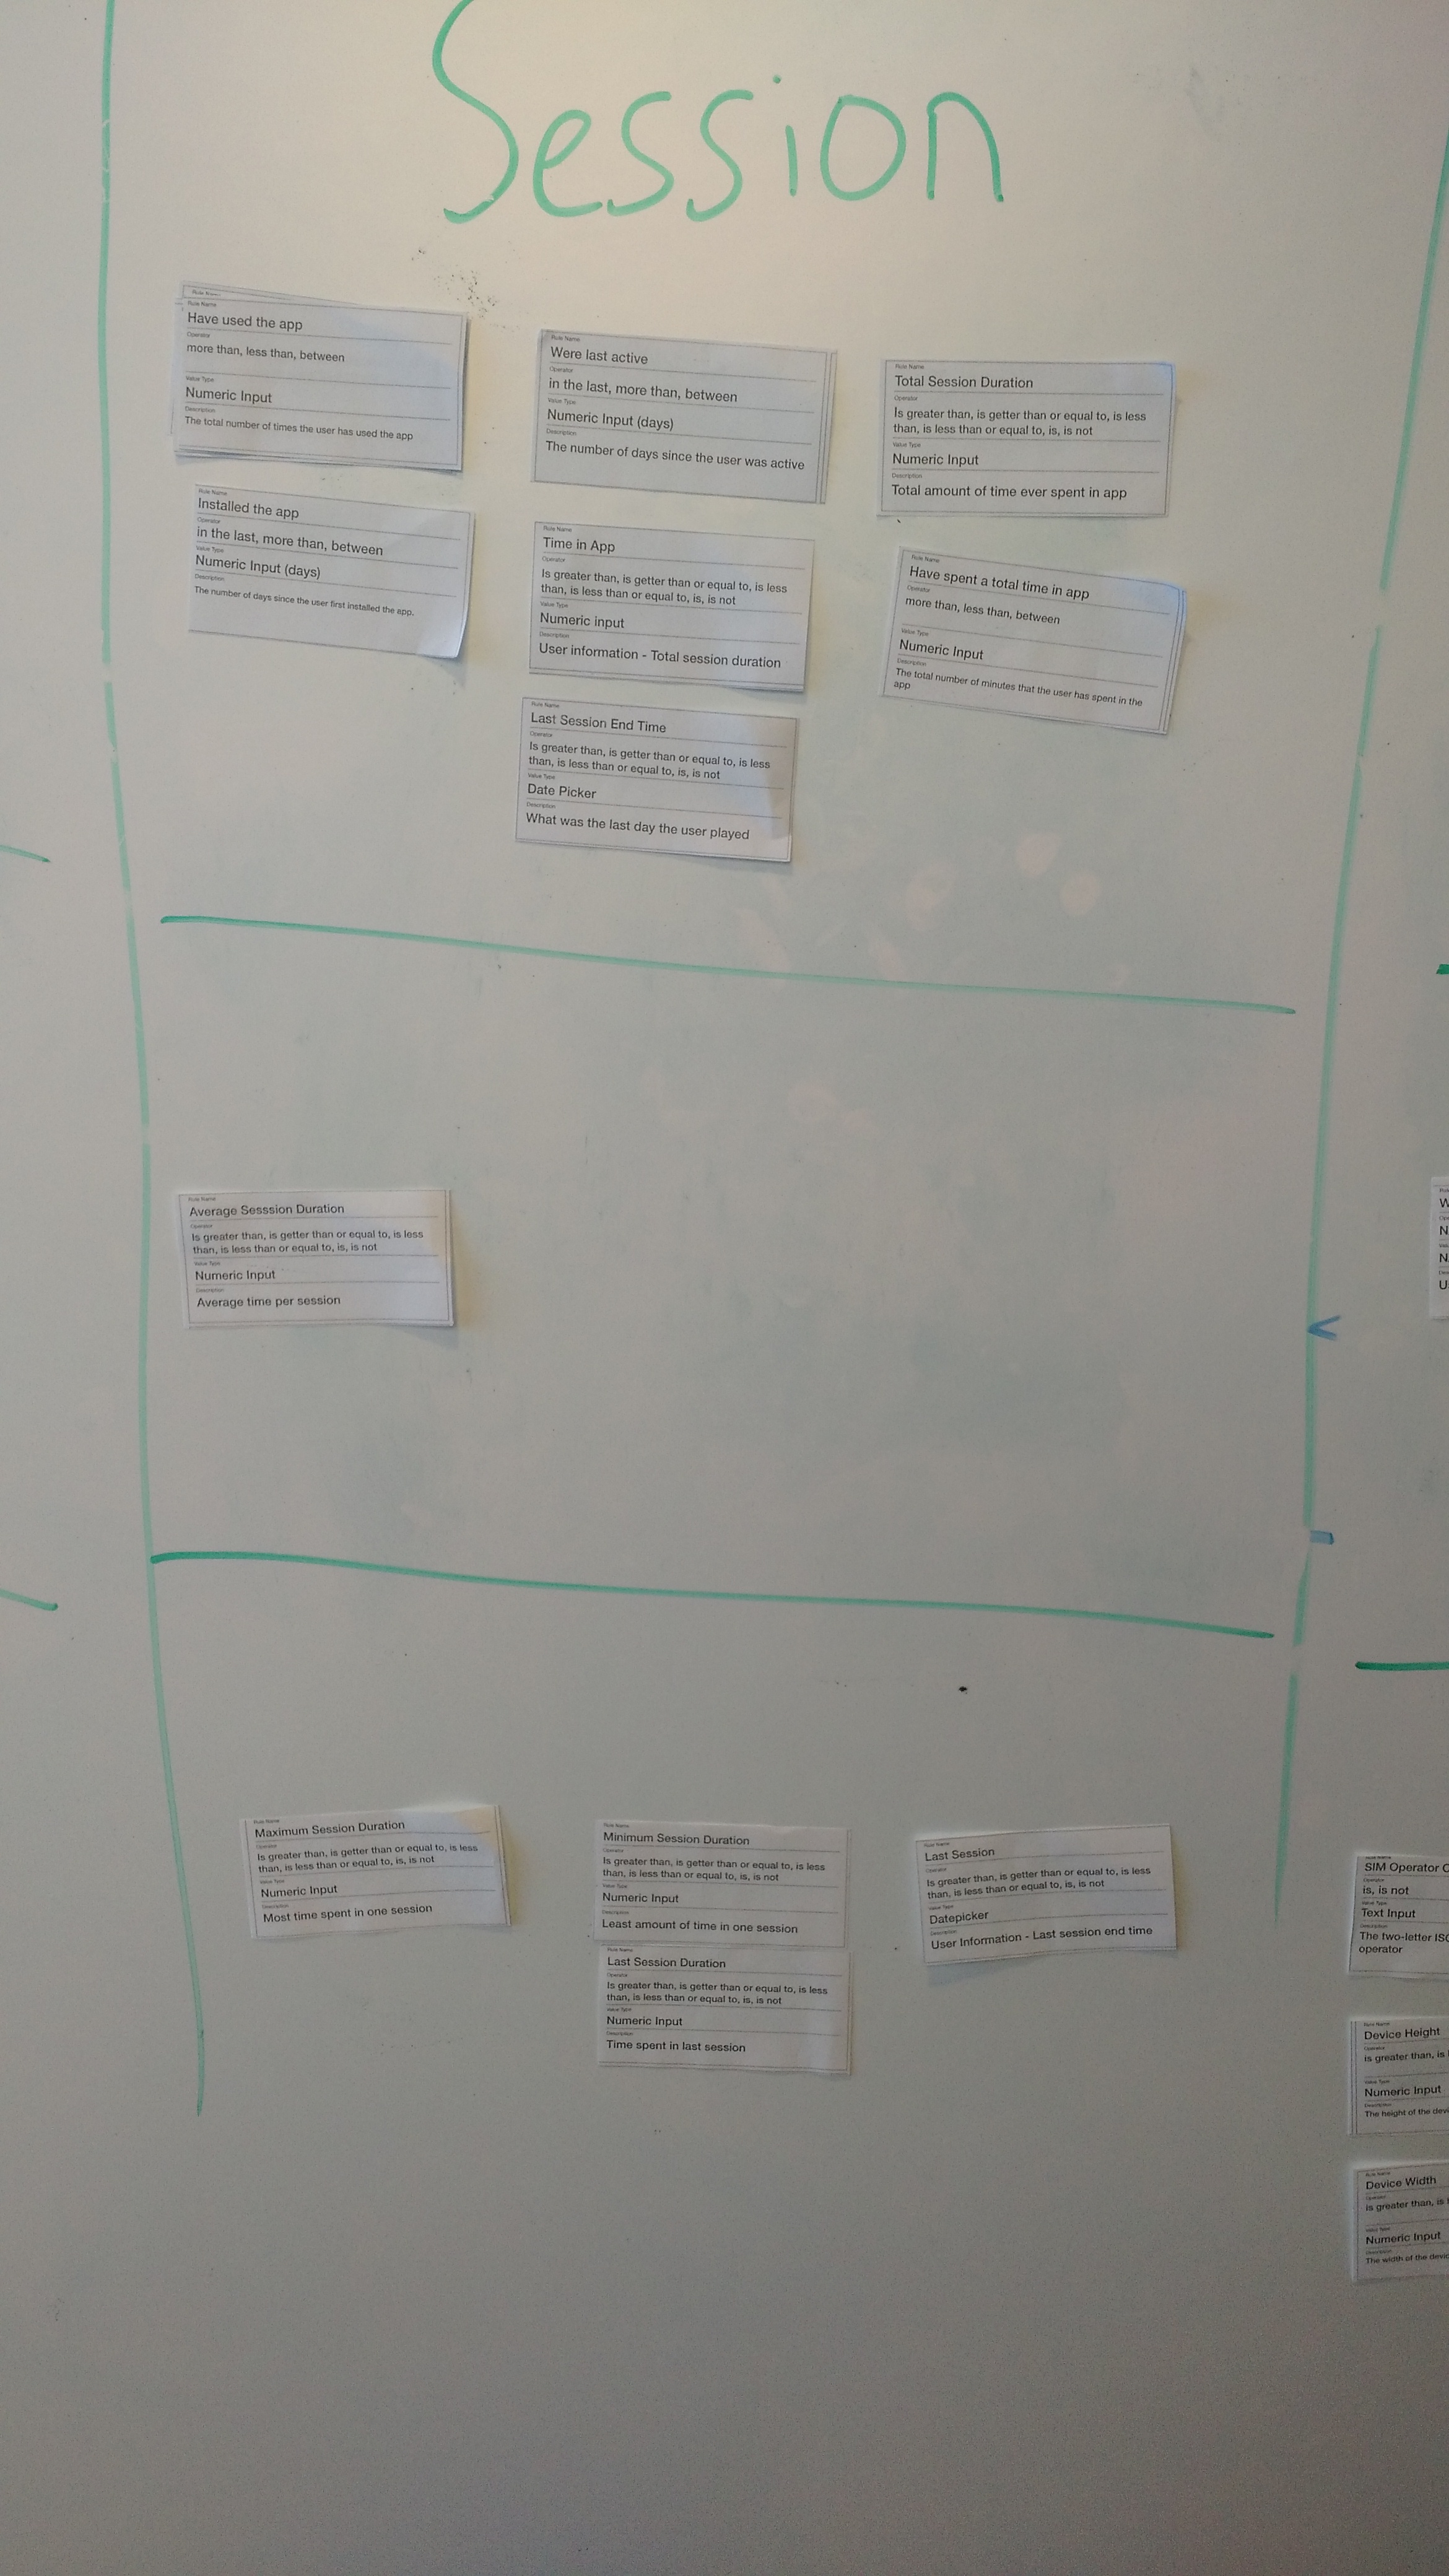 Session
Rule Name
Rule Name
Have used the app
Operator
more than, less than, between
Value Type
Numeric Input
Description
The total number of times the user has used the app
Rule Name
Were last active
Operator
in the last, more than, between
Value Type
Numeric Input (days)
Description
The number of days since the user was active
Rule Name
Total Session Duration
Operator
Is greater than, is getter than or equal to, is less
than, is less than or equal to, is, is not
Value Type
Numeric Input
Description
Total amount of time ever spent in app
Rule Name
Installed the app
Operator
in the last, more than, between
Value Type
Numeric Input (days)
Description
The number of days since the user first installed the app.
Rule Name
Time in App
Operator
Is greater than, is getter than or equal to, is less
than, is less than or equal to, is, is not
Value Type
Numeric input
Description
User information - Total session duration
Rule Name
Have spent a total time in app
Operator
more than, less than, between
Value Type
Numeric Input
Description
The total number of minutes that the user has spent in the
app
Rule Name
Last Session End Time
Operator
Is greater than, is getter than or equal to, is less
than, is less than or equal to, is, is not
Value Type
Date Picker
Description
What was the last day the user played
Rule Name
Average Sesssion Duration
Operator
Is greater than, is getter than or equal to, is less
than, is less than or equal to, is, is not
Value Type
Numeric Input
Description
Average time per session
W
N
N
U
Rule Name
Maximum Session Duration
Operator
Is greater than, is getter than or equal to, is less
than, is less than or equal to, is, is not
Value Type
Numeric Input
Description
Most time spent in one session
Rule Name
Minimum Session Duration
Operator
Is greater than, is getter than or equal to, is less
than, is less than or equal to, is, is not
Value Type
Numeric Input
Description
Least amount of time in one session
Rule Name
Last Session
Operator
Is greater than, is getter than or equal to, is less
than, is less than or equal to, is, is not
Value Type
Datepicker
Description
User Information - Last session end time
Rule Name
Last Session Duration
Operator
Is greater than, is getter than or equal to, is less
than, is less than or equal to, is, is not
Value Type
Numeric Input
Description
Time spent in last session
Rule Name
SIM Operator C
Operator
is, is not
Value Type
Text Input
Description
The two-letter ISO
operator
Rule Name
Device Height
Operator
is greater than, is
Value Type
Numeric Input
Description
The height of the devi
Rule Name
Device Width
Operator
is greater than, is
Value Type
Numeric Input
Description
The width of the devic